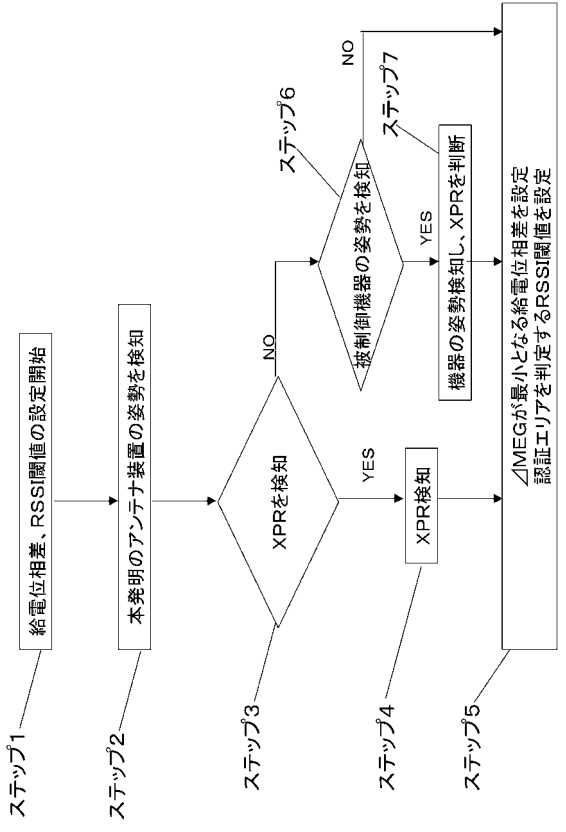 ステップ1
給電位相差、RSSI閾値の設定開始
ステップ2
本発明のアンテナ装置の姿勢を検知
ステップ3
XPRを検知
NO
YES
ステップ6
被制御機器の姿勢を検知
NO
YES
ステップ4
XPR検知
ステップ7
機器の姿勢検知し、XPRを判断
ステップ5
⊿MEGが最小となる給電位相差を設定
認証エリアを判定するRSSI閾値を設定